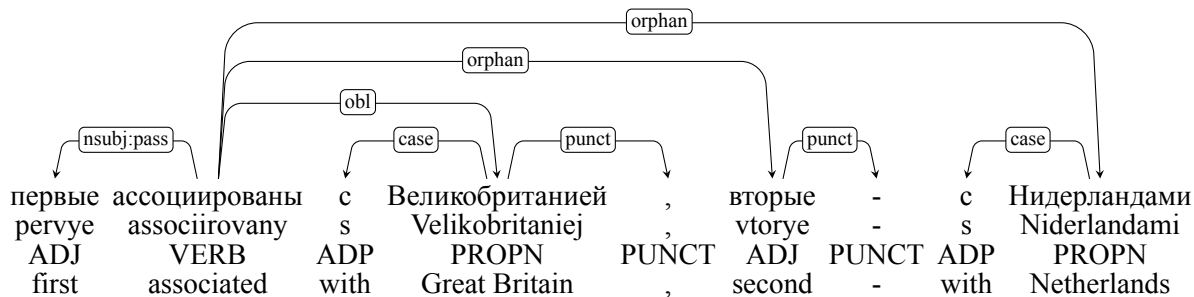 orphan
orphan
obl
nsubj:pass case punct punct case
первые ассоциированы с Великобританией , вторые - с Нидерландами
pervye associirovany s Velikobritaniej , vtorye - s Niderlandami
ADJ VERB ADP PROPN PUNCT ADJ PUNCT ADP PROPN
first associated with Great Britain , second - with Netherlands